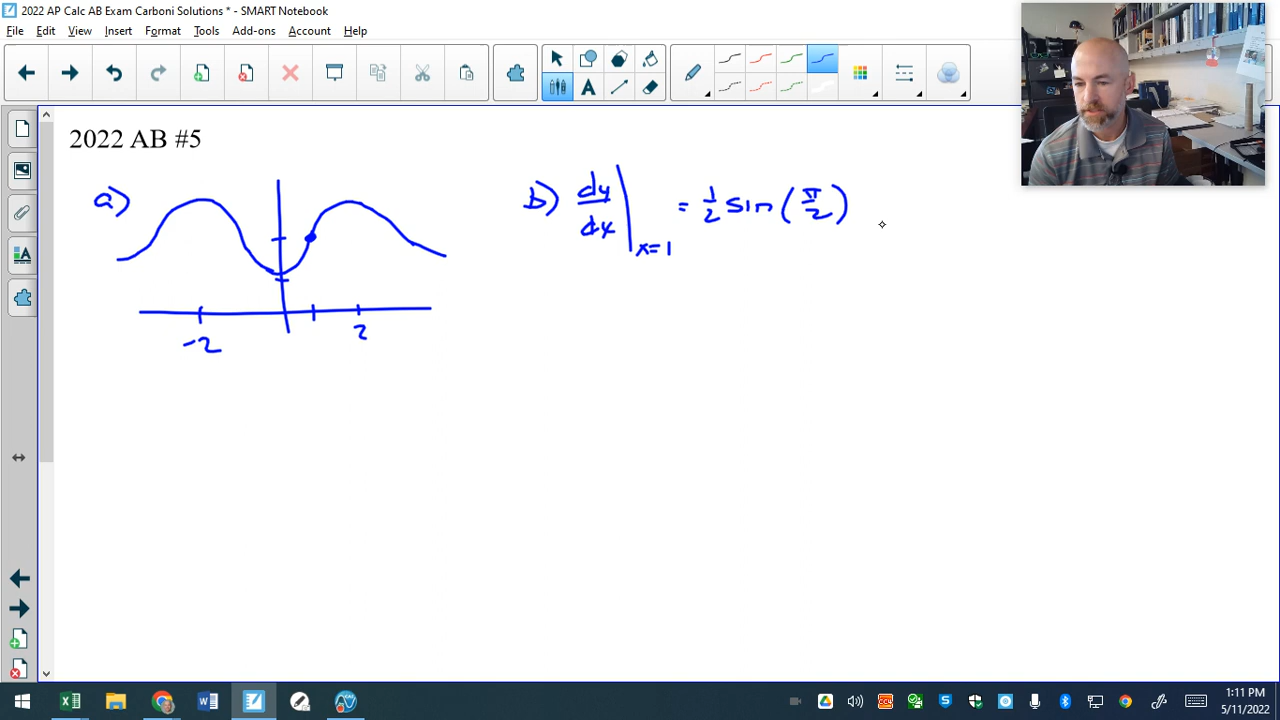 2022 AP Calc AB Exam Carboni Solutions * - SMART Notebook
File Edit View Insert Format Tools Add-ons Account Help
2022 AB #5
a)
-2 2
b) dy/dx | x=1 = 1/2 sin(π/2)
1:11 PM
5/11/2022